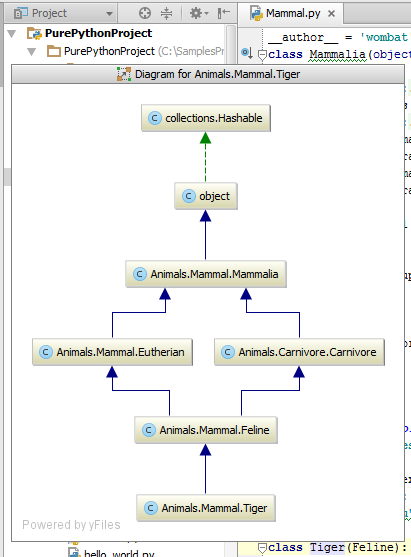 Project
Mammal.py
PurePythonProject
PurePythonProject (C:\SamplesPro
__author__ = 'wombat
class Mammalia(object
Diagram for Animals.Mammal.Tiger
collections.Hashable
object
Animals.Mammal.Mammalia
Animals.Mammal.Eutherian
Animals.Carnivore.Carnivore
Animals.Mammal.Feline
Animals.Mammal.Tiger
Powered by yFiles
hello_world.py
class Tiger(Feline):